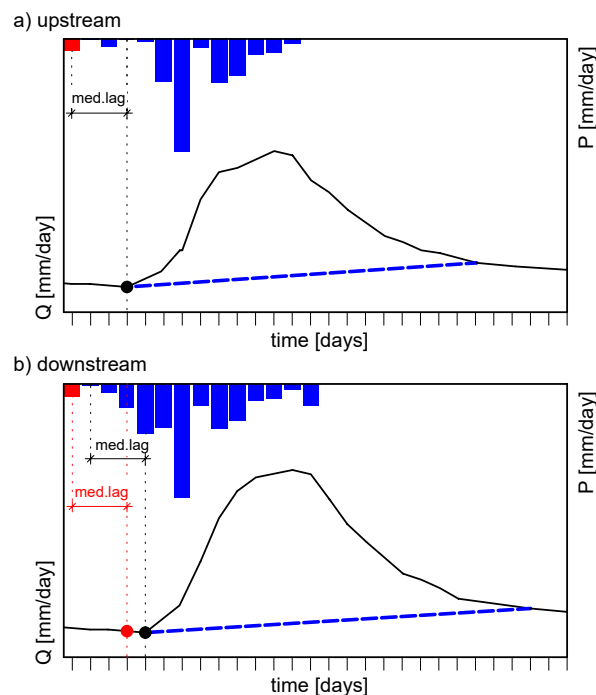 a) upstream
P [mm/day]
med.lag
Q [mm/day]
time [days]
b) downstream
P [mm/day]
med.lag
med.lag
Q [mm/day]
time [days]